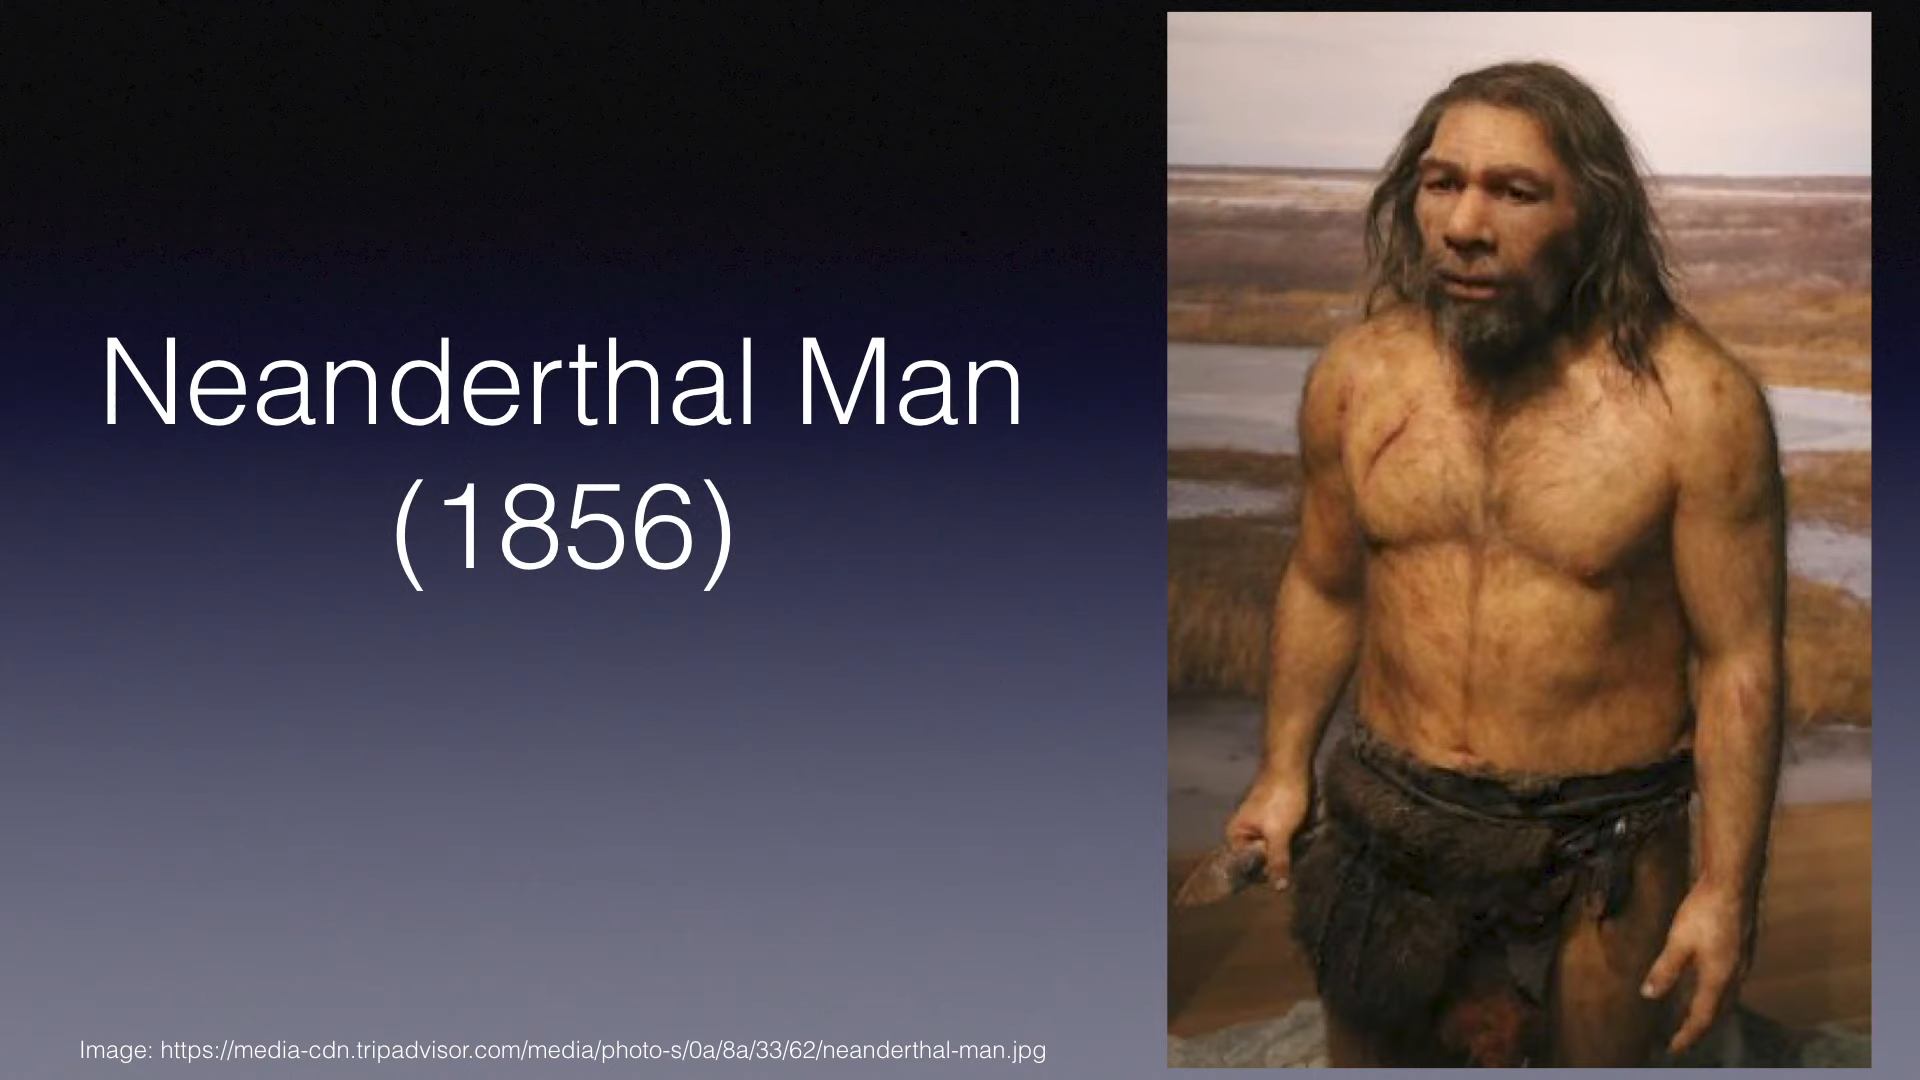 Neanderthal Man
(1856)
Image: https://media-cdn.tripadvisor.com/media/photo-s/0a/8a/33/62/neanderthal-man.jpg